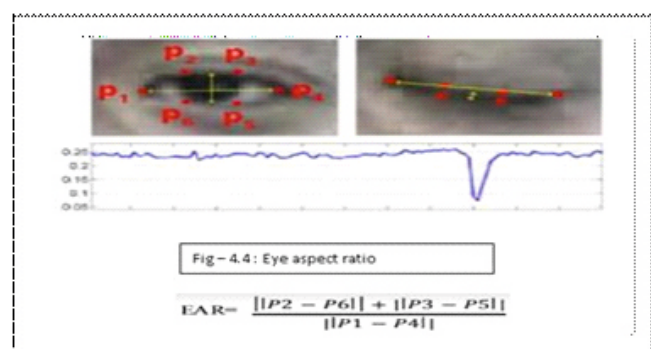 P2 P3
P1 P4
P6 P5
0.25
0.2
0.15
0.1
0.05
Fig – 4.4 : Eye aspect ratio
EAR= ||P2 − P6|| + ||P3 − P5||
||P1 − P4||